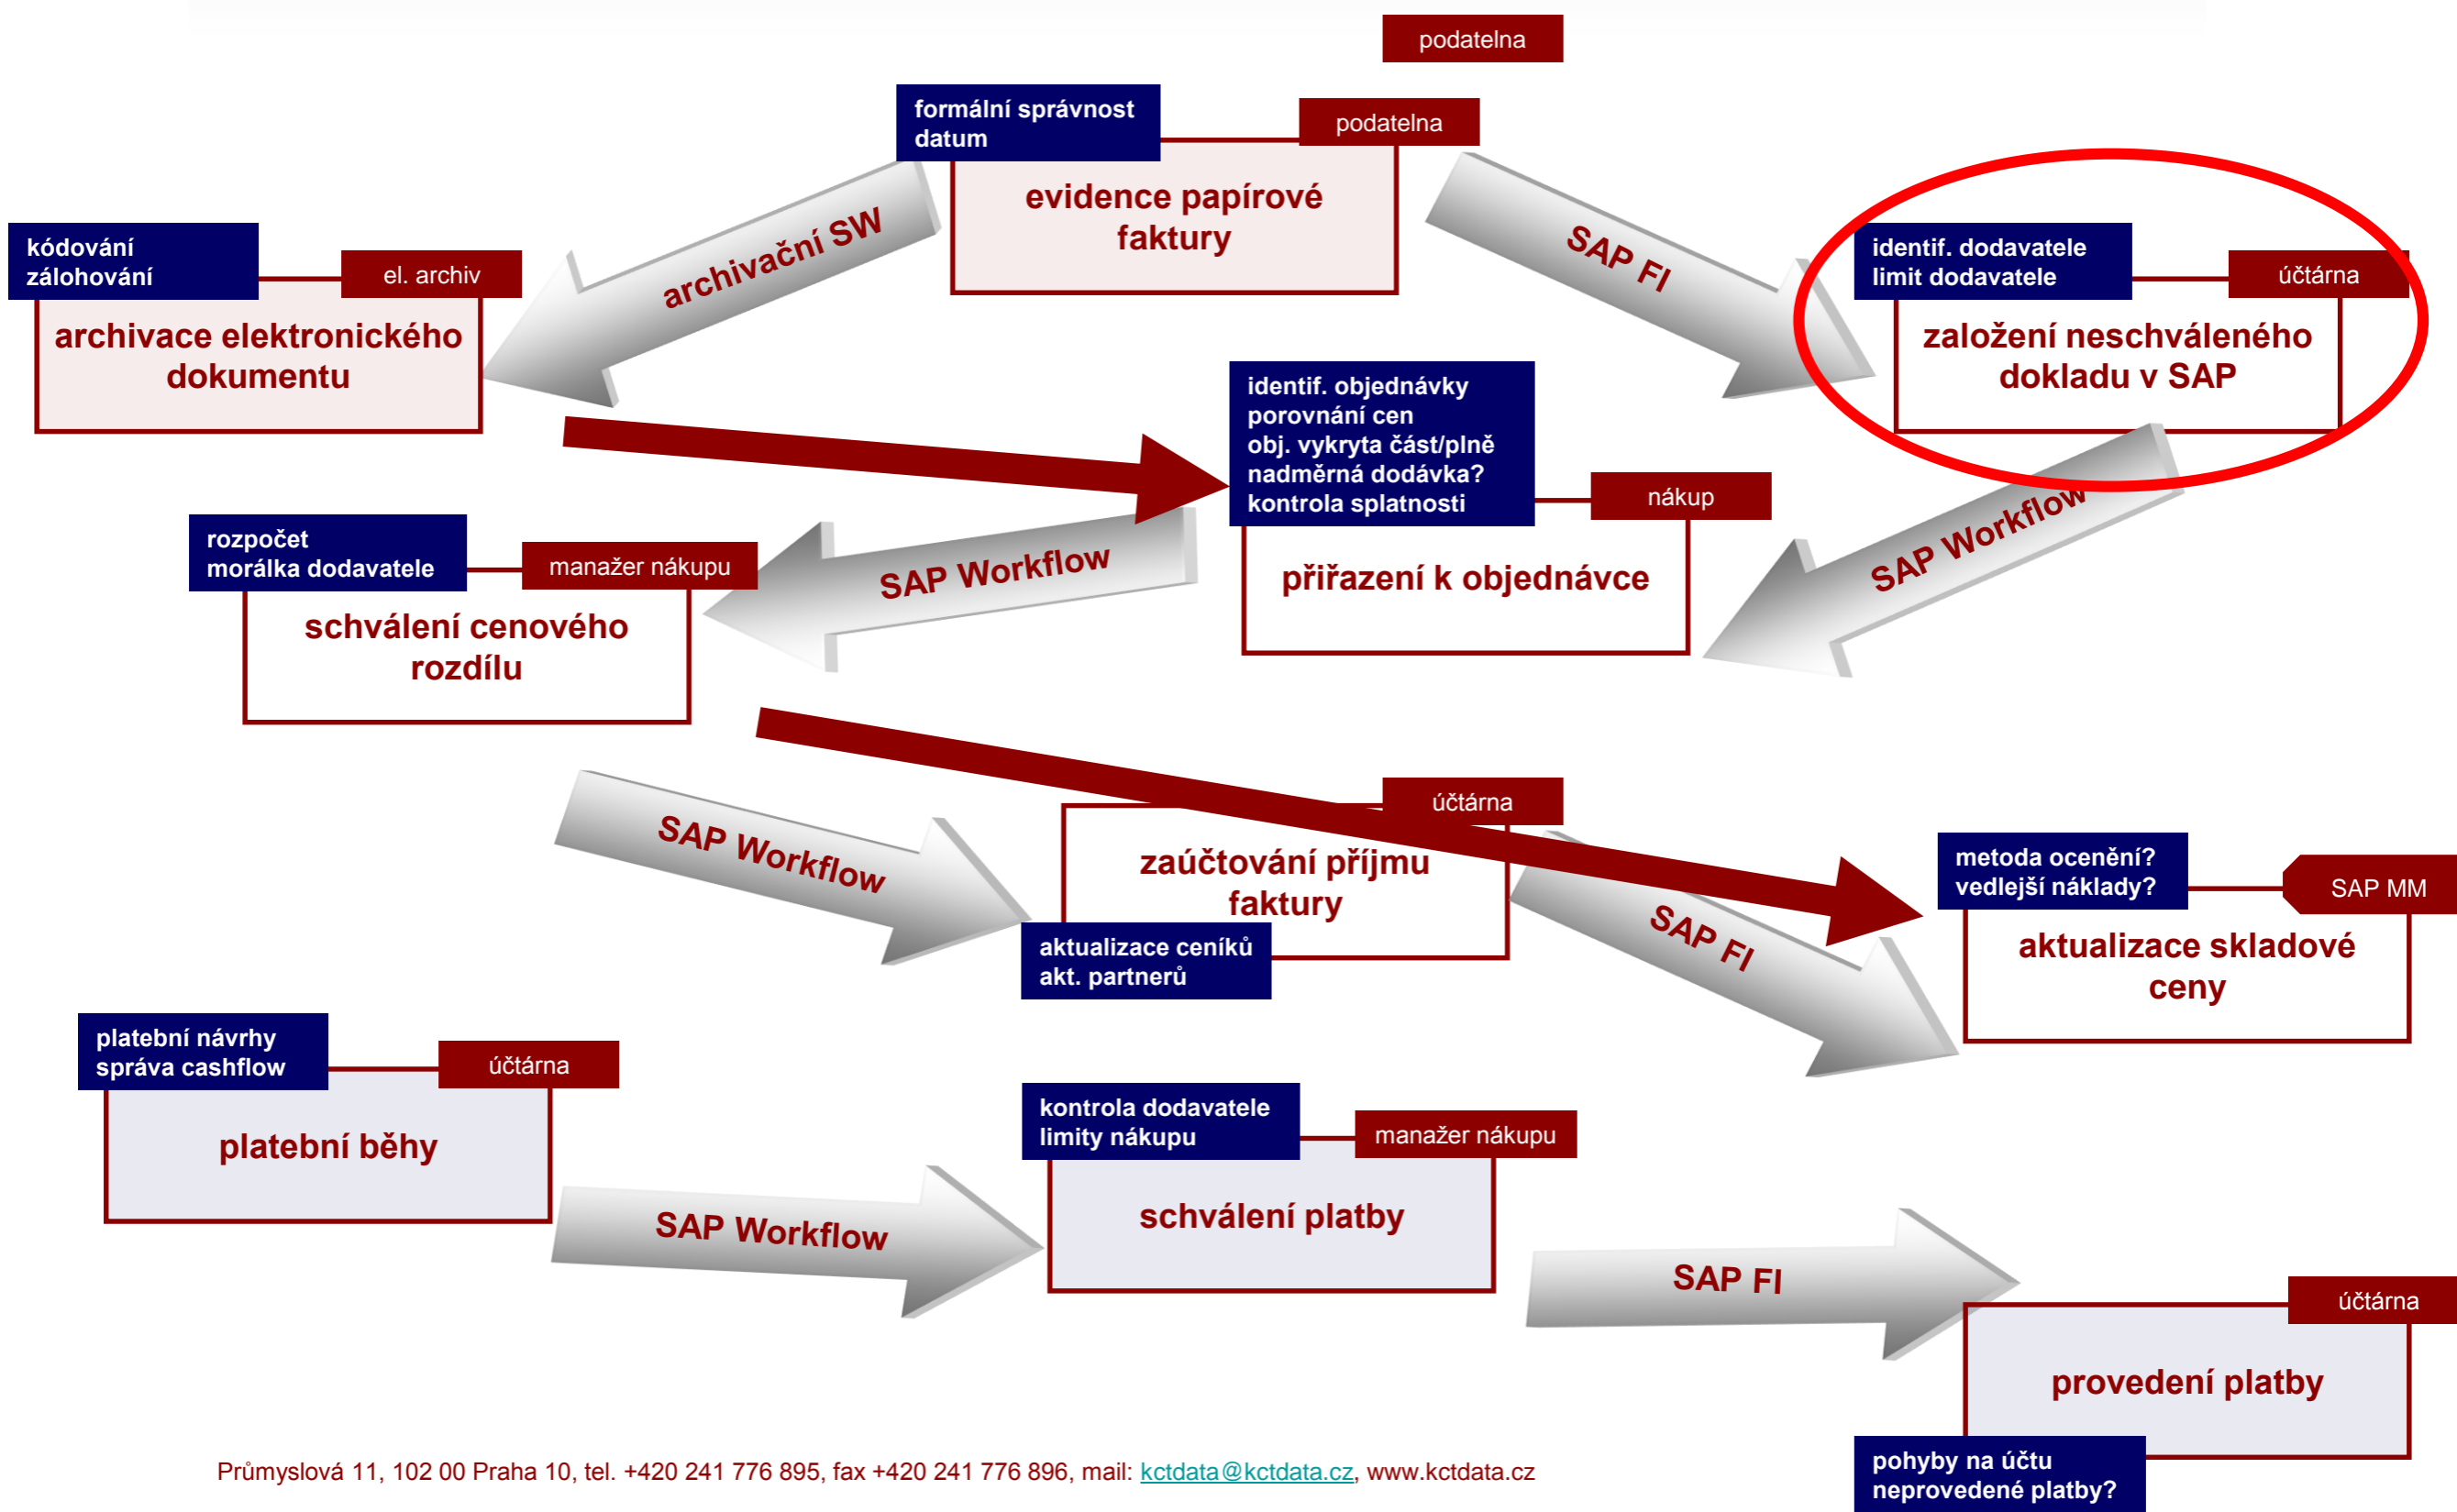 podatelna
formální správnost
datum
podatelna
evidence papírové
faktury
archivační SW
SAP FI
kódování
zálohování
el. archiv
archivace elektronického
dokumentu
identif. dodavatele
limit dodavatele
účtárna
založení neschváleného
dokladu v SAP
identif. objednávky
porovnání cen
obj. vykryta část/plně
nadměrná dodávka?
kontrola splatnosti
nákup
přiřazení k objednávce
SAP Workflow
SAP Workflow
rozpočet
morálka dodavatele
manažer nákupu
schválení cenového
rozdílu
SAP Workflow
účtárna
zaúčtování příjmu
faktury
aktualizace ceníků
akt. partnerů
SAP FI
metoda ocenění?
vedlejší náklady?
SAP MM
aktualizace skladové
ceny
platební návrhy
správa cashflow
účtárna
platební běhy
SAP Workflow
kontrola dodavatele
limity nákupu
manažer nákupu
schválení platby
SAP FI
účtárna
provedení platby
pohyby na účtu
neprovedené platby?
Průmyslová 11, 102 00 Praha 10, tel. +420 241 776 895, fax +420 241 776 896, mail: kctdata@kctdata.cz, www.kctdata.cz